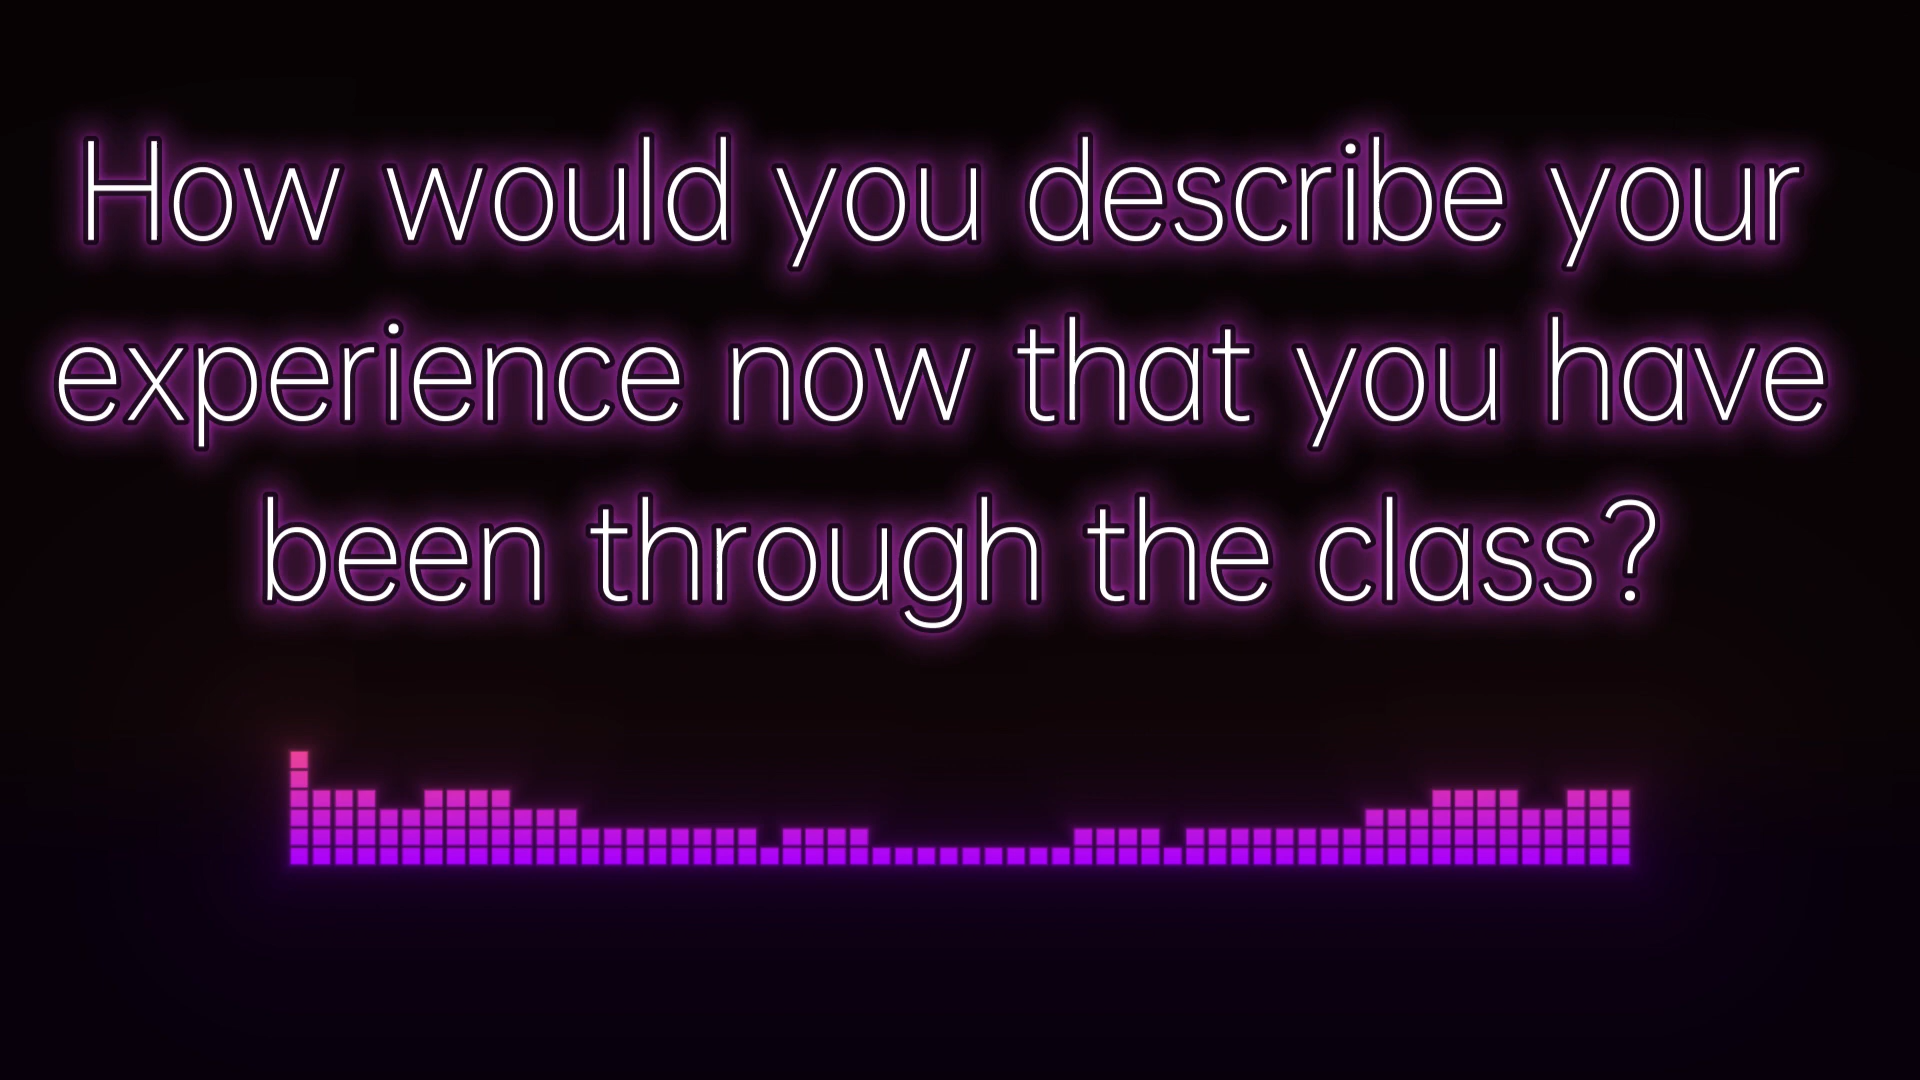 How would you describe your
experience now that you have
been through the class?